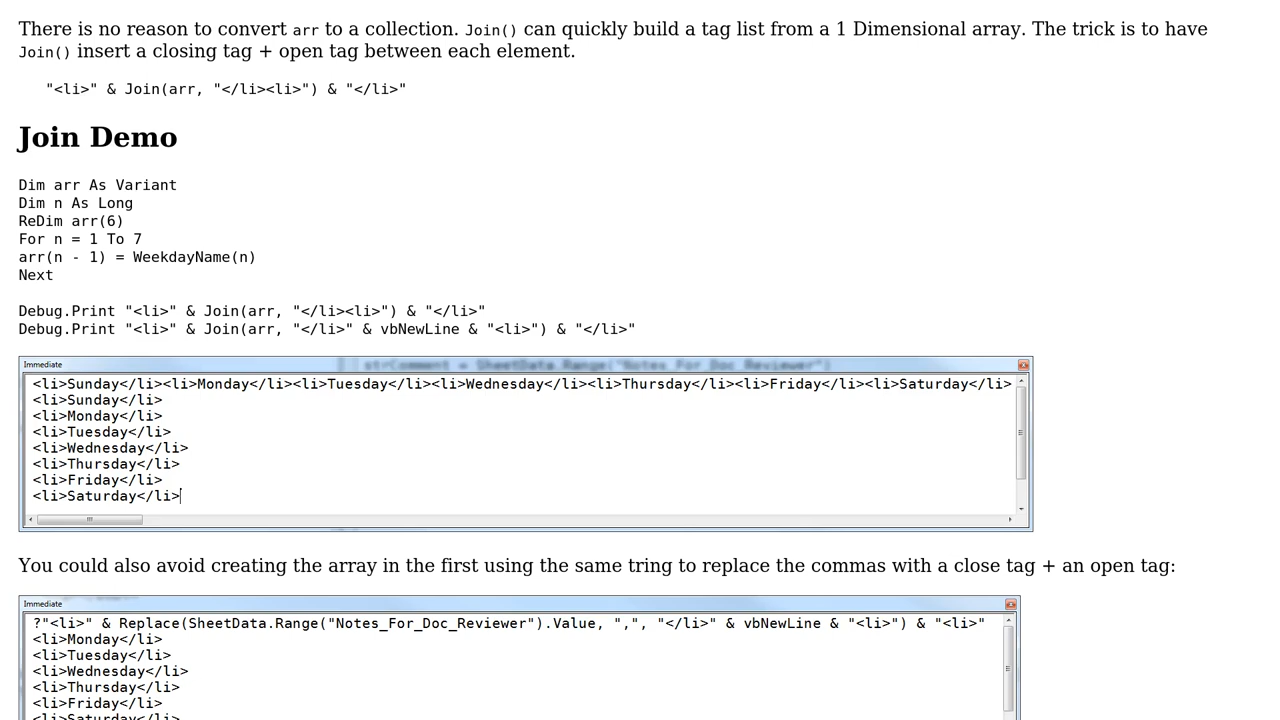 There is no reason to convert arr to a collection. Join() can quickly build a tag list from a 1 Dimensional array. The trick is to have
Join() insert a closing tag + open tag between each element.
"<li>" & Join(arr, "</li><li>") & "</li>"
Join Demo
Dim arr As Variant
Dim n As Long
ReDim arr(6)
For n = 1 To 7
arr(n - 1) = WeekdayName(n)
Next
Debug.Print "<li>" & Join(arr, "</li><li>") & "</li>"
Debug.Print "<li>" & Join(arr, "</li>" & vbNewLine & "<li>") & "</li>"
Immediate
strComment = SheetData.Range("Notes_For_Doc_Reviewer")
<li>Sunday</li><li>Monday</li><li>Tuesday</li><li>Wednesday</li><li>Thursday</li><li>Friday</li><li>Saturday</li>
<li>Sunday</li>
<li>Monday</li>
<li>Tuesday</li>
<li>Wednesday</li>
<li>Thursday</li>
<li>Friday</li>
<li>Saturday</li>
You could also avoid creating the array in the first using the same tring to replace the commas with a close tag + an open tag:
Immediate
?"<li>" & Replace(SheetData.Range("Notes_For_Doc_Reviewer").Value, ",", "</li>" & vbNewLine & "<li>") & "<li>"
<li>Monday</li>
<li>Tuesday</li>
<li>Wednesday</li>
<li>Thursday</li>
<li>Friday</li>
<li>Saturday</li>